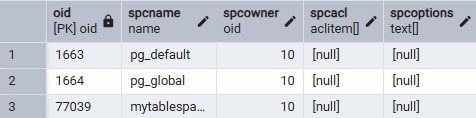 oid spcname spcowner spcacl spcoptions
[PK] oid name oid aclitem[] text[]
1 1663 pg_default 10 [null] [null]
2 1664 pg_global 10 [null] [null]
3 77039 mytablespa... 10 [null] [null]